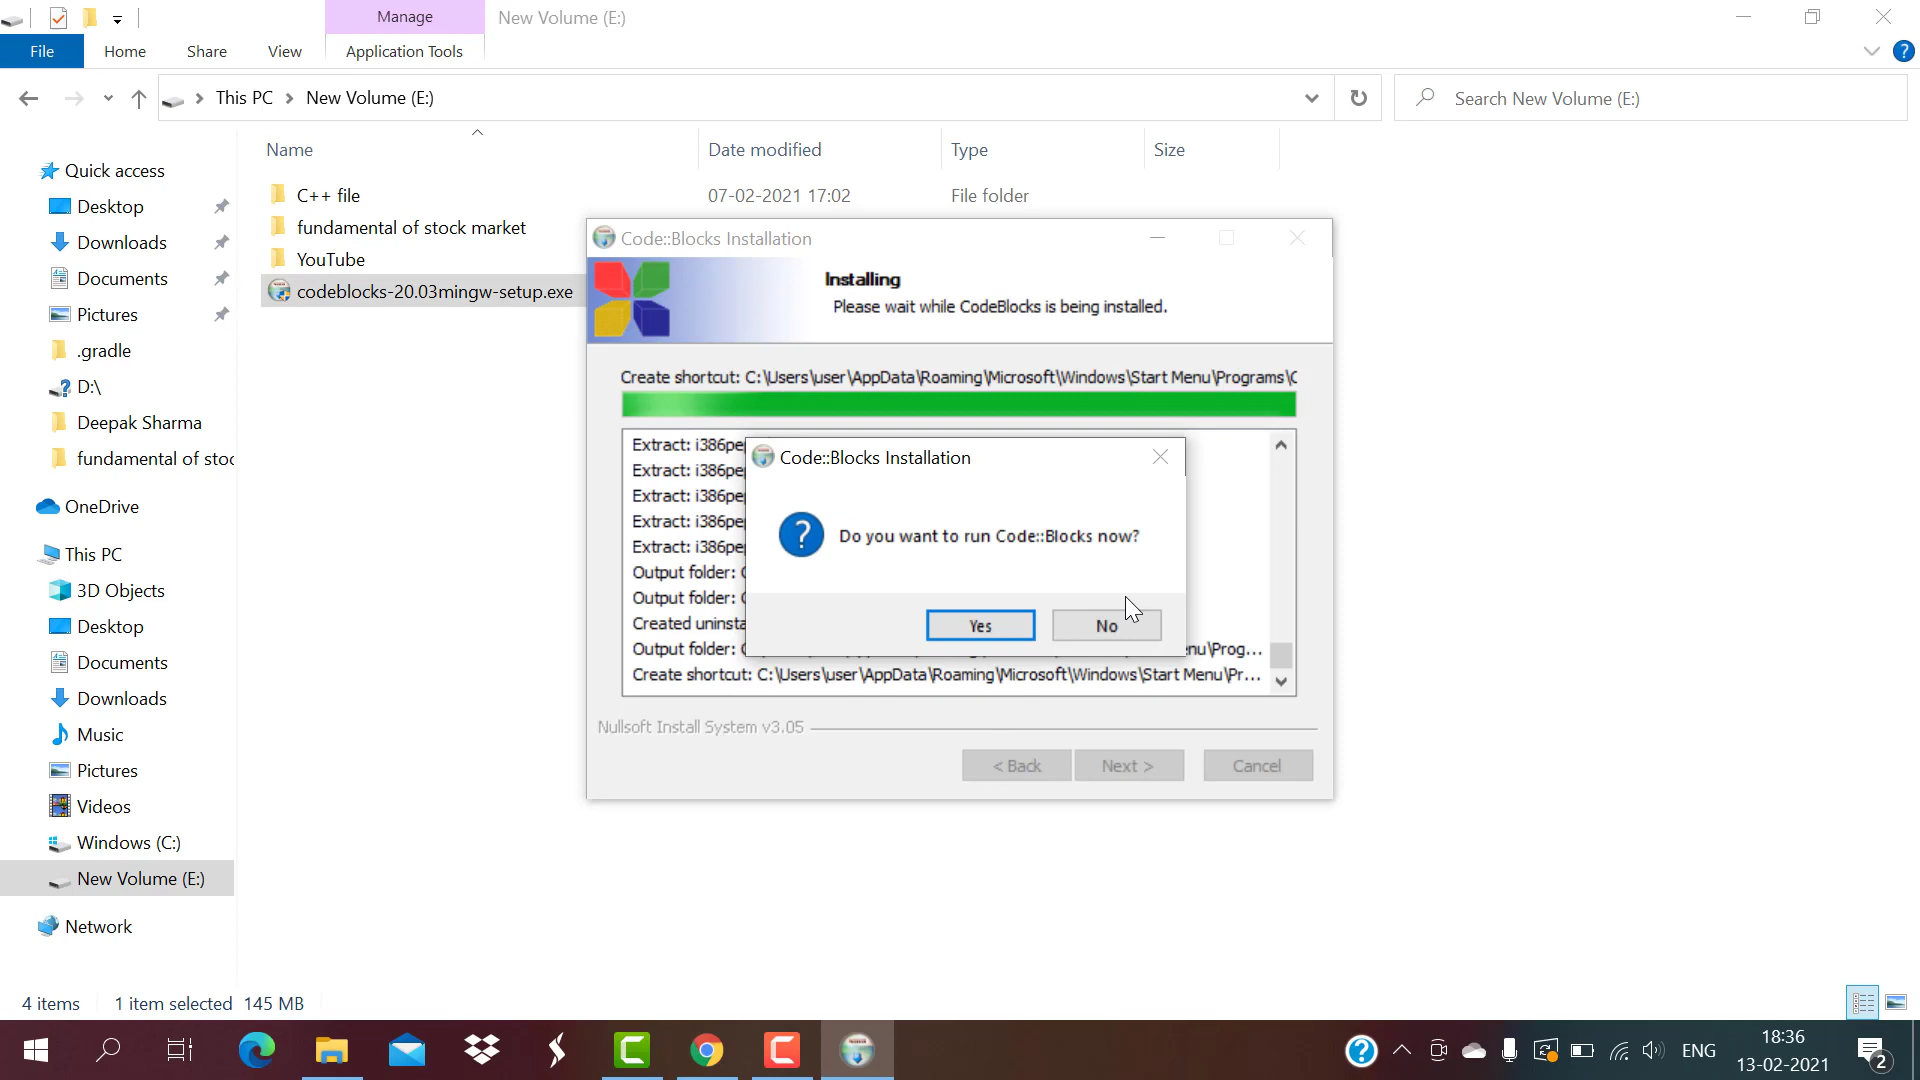 Manage
New Volume (E:)
File
Home
Share
View
Application Tools
This PC
New Volume (E:)
Search New Volume (E:)
Name
Date modified
Type
Size
Quick access
Desktop
Downloads
Documents
Pictures
.gradle
D:\
Deepak Sharma
fundamental of stoc
OneDrive
This PC
3D Objects
Desktop
Documents
Downloads
Music
Pictures
Videos
Windows (C:)
New Volume (E:)
Network
C++ file
07-02-2021 17:02
File folder
fundamental of stock market
YouTube
codeblocks-20.03mingw-setup.exe
Code::Blocks Installation
Installing
Please wait while CodeBlocks is being installed.
Create shortcut: C:\Users\user\AppData\Roaming\Microsoft\Windows\Start Menu\Programs\C
Extract: i386pe
Extract: i386pep
Extract: i386pep
Extract: i386pep
Extract: i386pep
Output folder: C
Output folder: C
Created uninsta
Output folder: C
enu\Prog...
Create shortcut: C:\Users\user\AppData\Roaming\Microsoft\Windows\Start Menu\Pr...
Code::Blocks Installation
Do you want to run Code::Blocks now?
Yes
No
Nullsoft Install System v3.05
< Back
Next >
Cancel
4 items
1 item selected 145 MB
ENG
18:36
13-02-2021
2